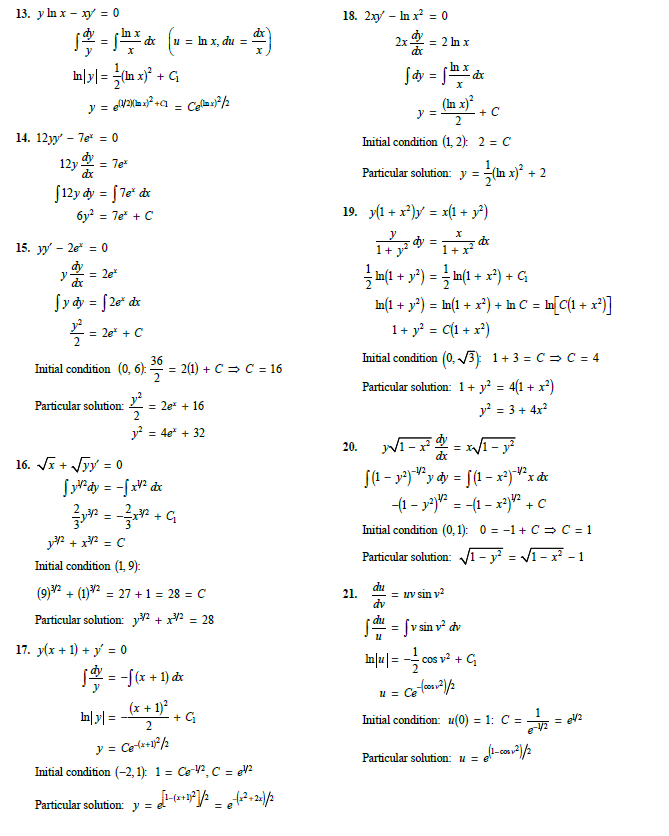 13. y ln x − xy′ = 0
∫ dy/y = ∫ ln x/x dx (u = ln x, du = dx/x)
ln|y| = 1/2(ln x)² + C₁
y = e^((1/2)(ln x)² + C₁) = Ce^((ln x)²/2)
14. 12yy′ − 7eˣ = 0
12y dy/dx = 7eˣ
∫ 12y dy = ∫ 7eˣ dx
6y² = 7eˣ + C
15. yy′ − 2eˣ = 0
y dy/dx = 2eˣ
∫ y dy = ∫ 2eˣ dx
y²/2 = 2eˣ + C
Initial condition (0, 6): 36/2 = 2(1) + C ⇒ C = 16
Particular solution: y²/2 = 2eˣ + 16
y² = 4eˣ + 32
16. √x + √y y′ = 0
∫ y^(1/2) dy = −∫ x^(1/2) dx
2/3 y^(3/2) = −2/3 x^(3/2) + C₁
y^(3/2) + x^(3/2) = C
Initial condition (1, 9):
(9)^(3/2) + (1)^(3/2) = 27 + 1 = 28 = C
Particular solution: y^(3/2) + x^(3/2) = 28
17. y(x + 1) + y′ = 0
∫ dy/y = −∫ (x + 1) dx
ln|y| = −(x + 1)²/2 + C₁
y = Ce^(−(x+1)²/2)
Initial condition (−2, 1): 1 = Ce^(−1/2), C = e^(1/2)
Particular solution: y = e^([1−(x+1)²]/2) = e^(−(x²+2x)/2)
18. 2xy′ − ln x² = 0
2x dy/dx = 2 ln x
∫ dy = ∫ ln x/x dx
y = (ln x)²/2 + C
Initial condition (1, 2): 2 = C
Particular solution: y = 1/2(ln x)² + 2
19. y(1 + x²)y′ = x(1 + y²)
y/(1 + y²) dy = x/(1 + x²) dx
1/2 ln(1 + y²) = 1/2 ln(1 + x²) + C₁
ln(1 + y²) = ln(1 + x²) + ln C = ln[C(1 + x²)]
1 + y² = C(1 + x²)
Initial condition (0, √3): 1 + 3 = C ⇒ C = 4
Particular solution: 1 + y² = 4(1 + x²)
y² = 3 + 4x²
20. y√(1 − x²) dy/dx = x√(1 − y²)
∫ (1 − y²)^(−1/2) y dy = ∫ (1 − x²)^(−1/2) x dx
−(1 − y²)^(1/2) = −(1 − x²)^(1/2) + C
Initial condition (0, 1): 0 = −1 + C ⇒ C = 1
Particular solution: √(1 − y²) = √(1 − x²) − 1
21. du/dv = uv sin v²
∫ du/u = ∫ v sin v² dv
ln|u| = −1/2 cos v² + C₁
u = Ce^(−(cos v²)/2)
Initial condition: u(0) = 1: C = 1/e^(−1/2) = e^(1/2)
Particular solution: u = e^((1−cos v²)/2)